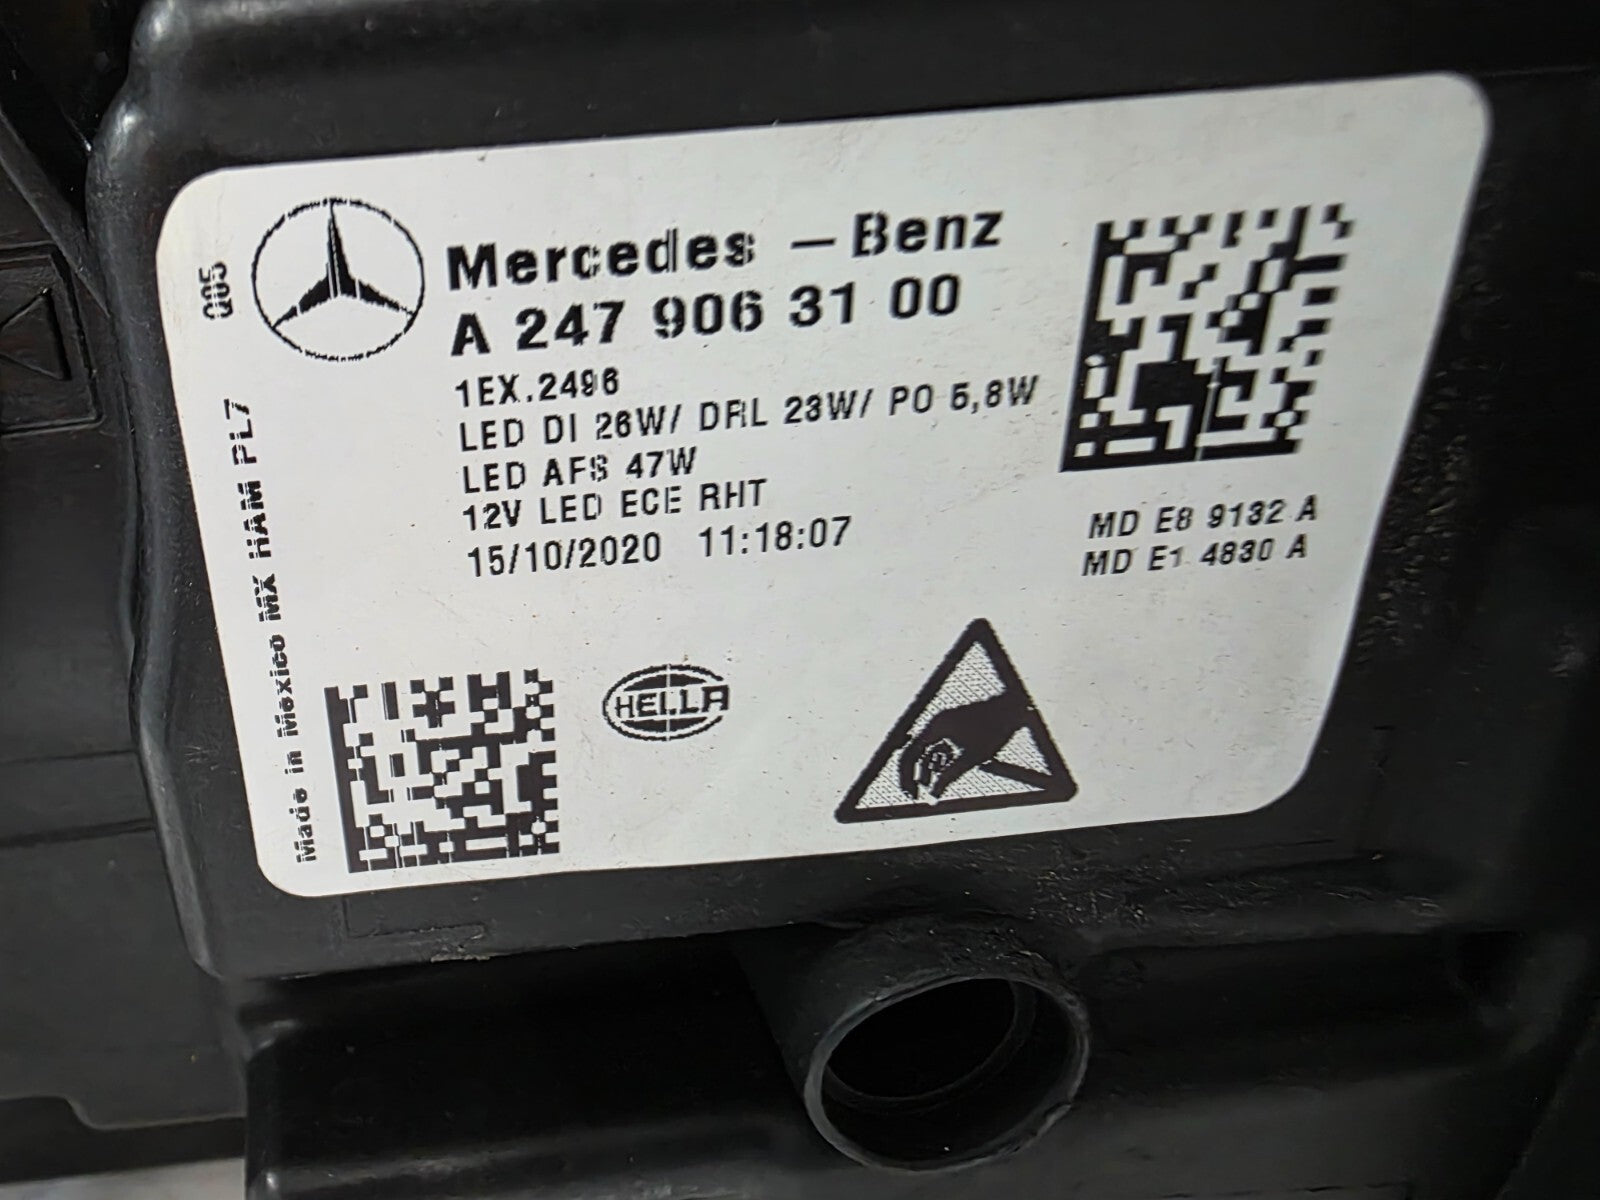 Mercedes - Benz
A 247 906 31 00
1EX.2496
LED DI 26W/ DRL 23W/ PO 5,8W
LED AFS 47W
12V LED ECE RHT
15/10/2020 11:18:07
MD E8 9132 A
MD E1 4830 A
HELLA
Q05
Made in Mexico MX HAM PL7